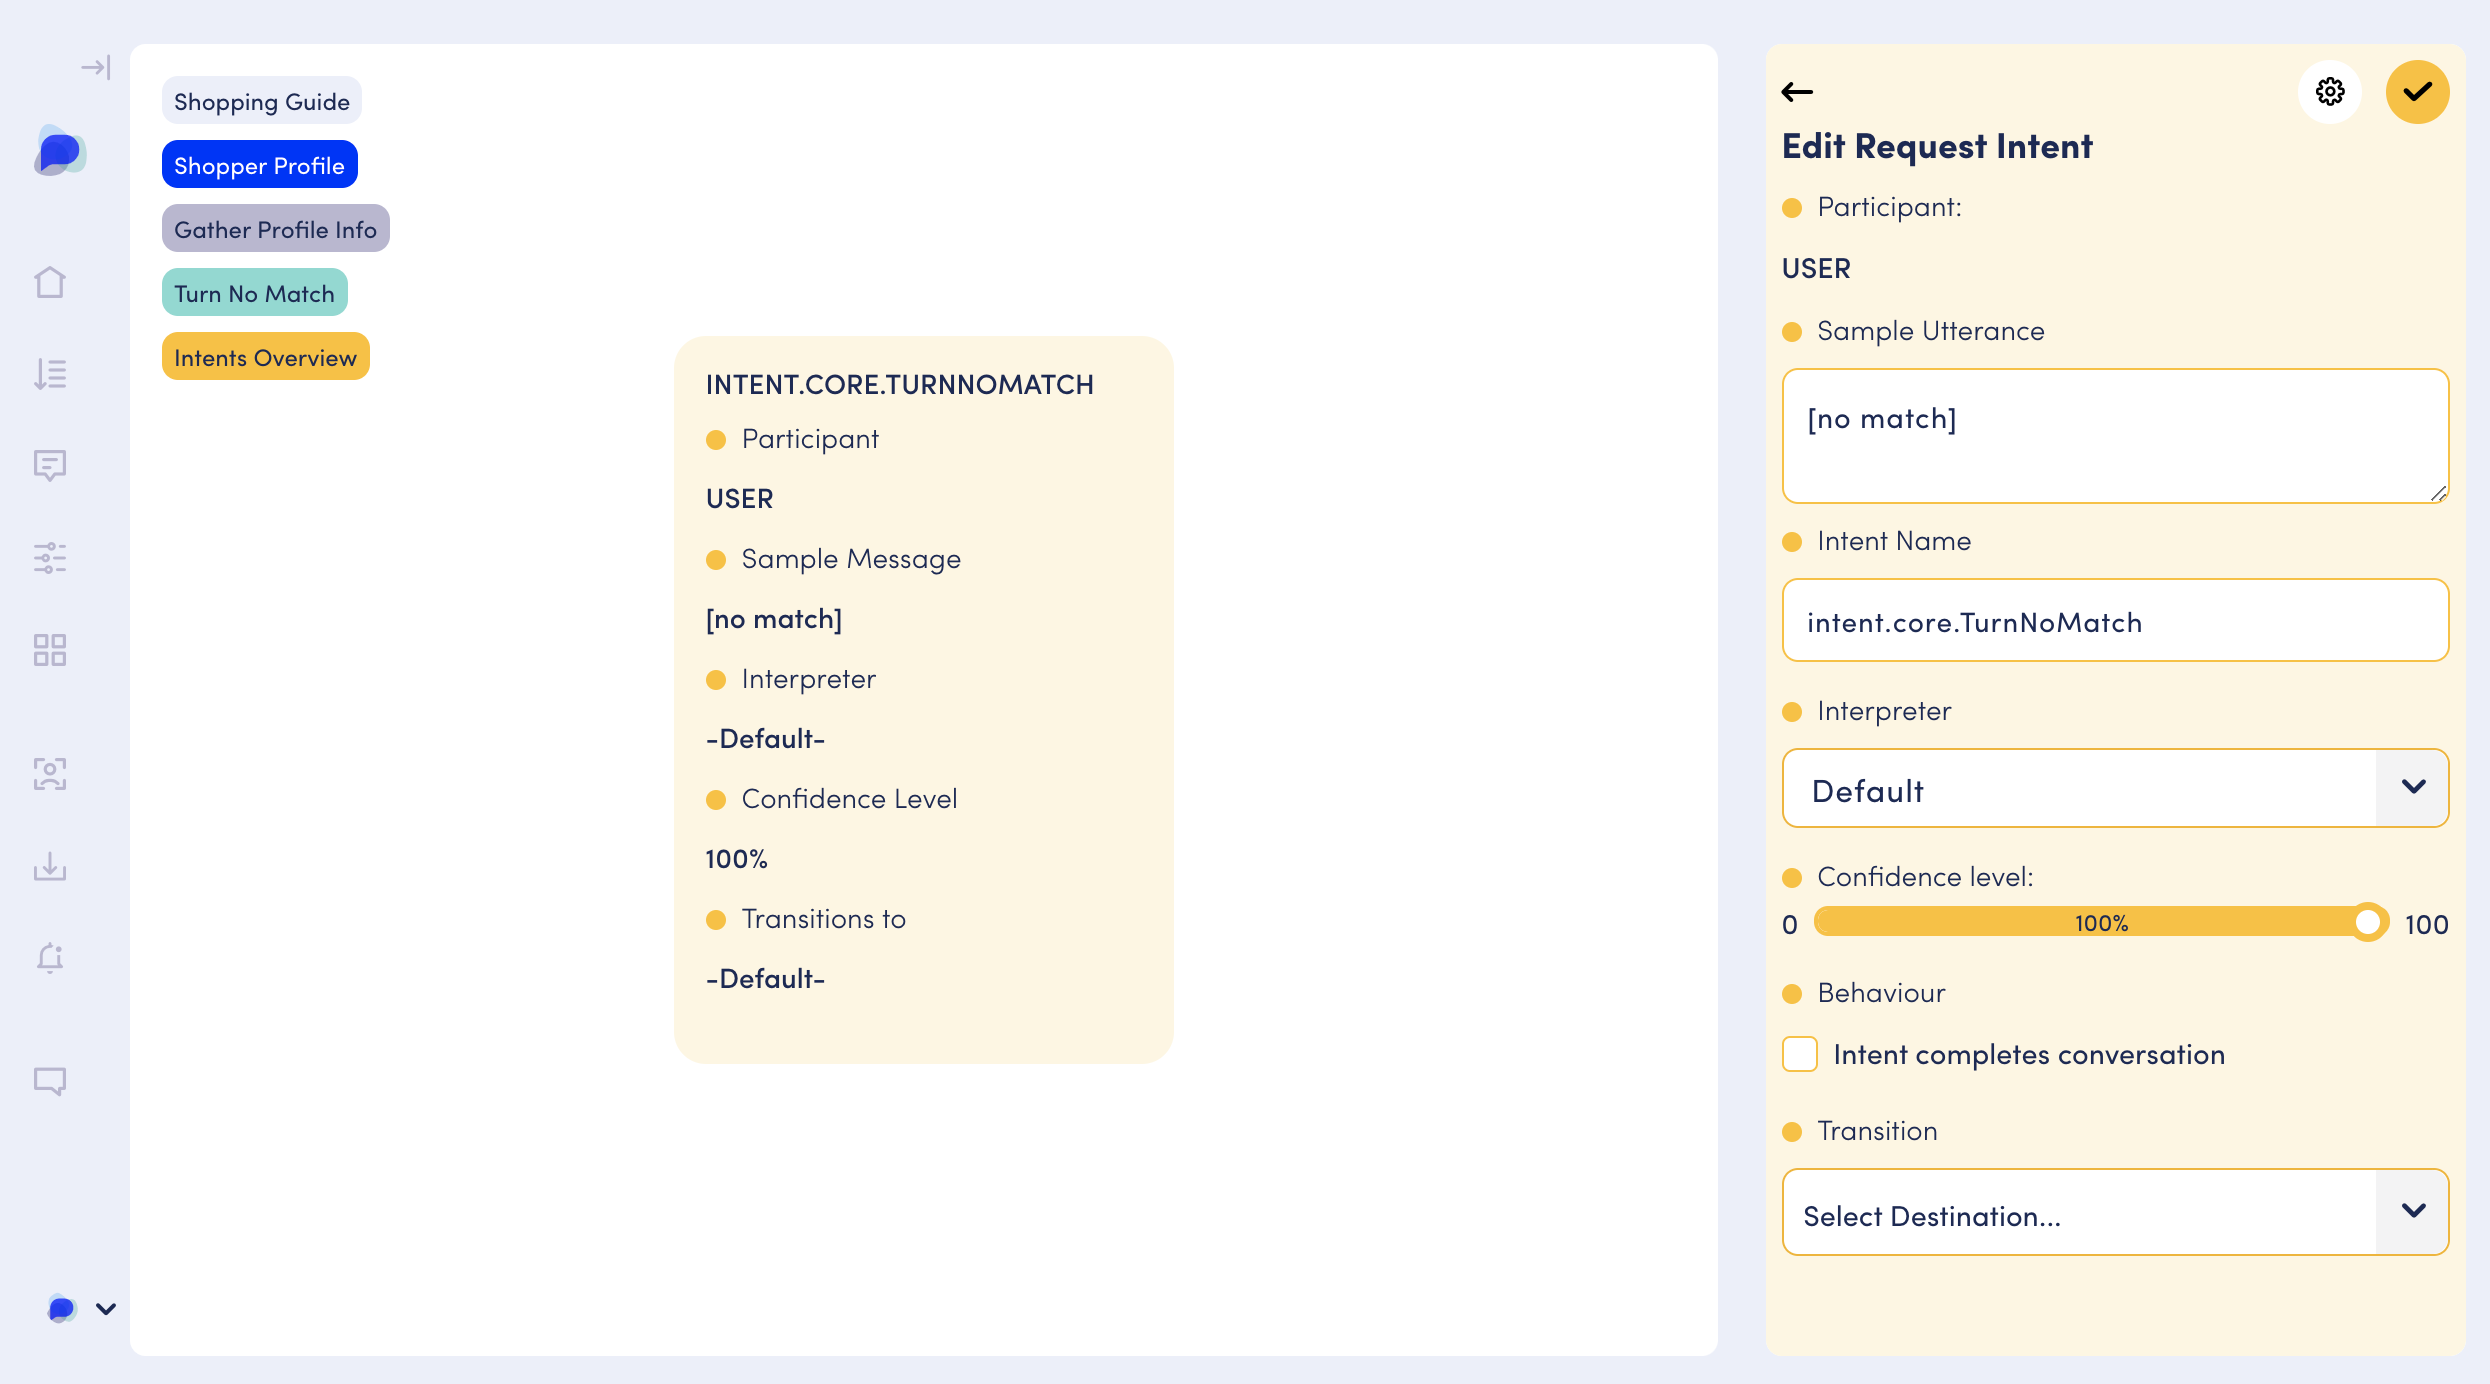 Shopping Guide
Shopper Profile
Gather Profile Info
Turn No Match
Intents Overview
INTENT.CORE.TURNNOMATCH
Participant
USER
Sample Message
[no match]
Interpreter
-Default-
Confidence Level
100%
Transitions to
-Default-
Edit Request Intent
Participant:
USER
Sample Utterance
[no match]
Intent Name
intent.core.TurnNoMatch
Interpreter
Default
Confidence level:
0 100% 100
Behaviour
Intent completes conversation
Transition
Select Destination...